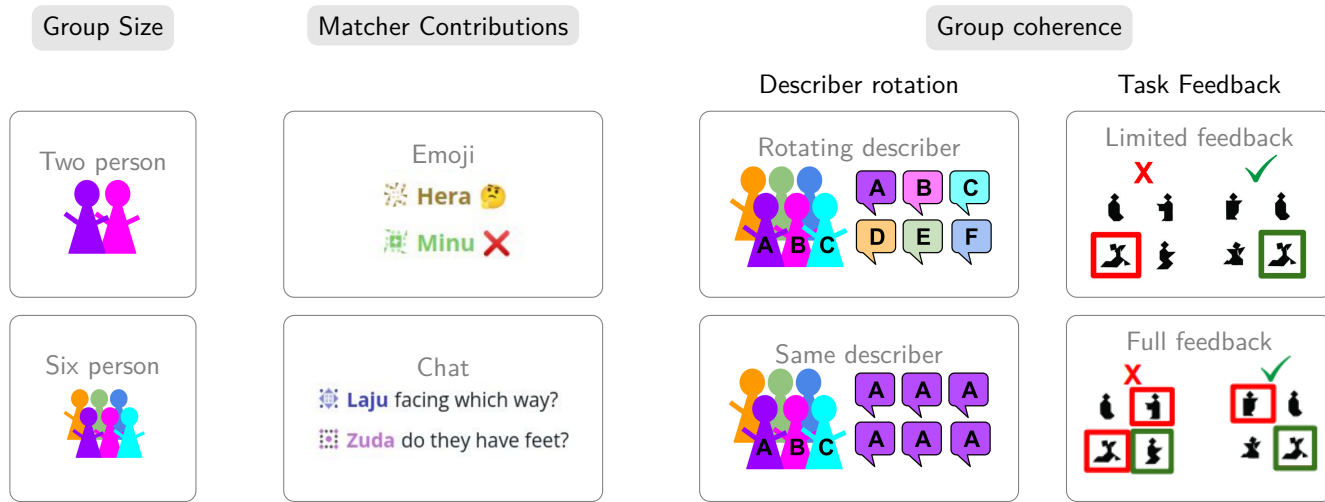 Group Size
Matcher Contributions
Group coherence
Describer rotation
Task Feedback
Two person
Emoji
Hera 🤔
Minu ❌
Rotating describer
A B C
A B C
D E F
Limited feedback
X ✓
Six person
Chat
Laju facing which way?
Zuda do they have feet?
Same describer
A B C
A A A
A A A
Full feedback
X ✓